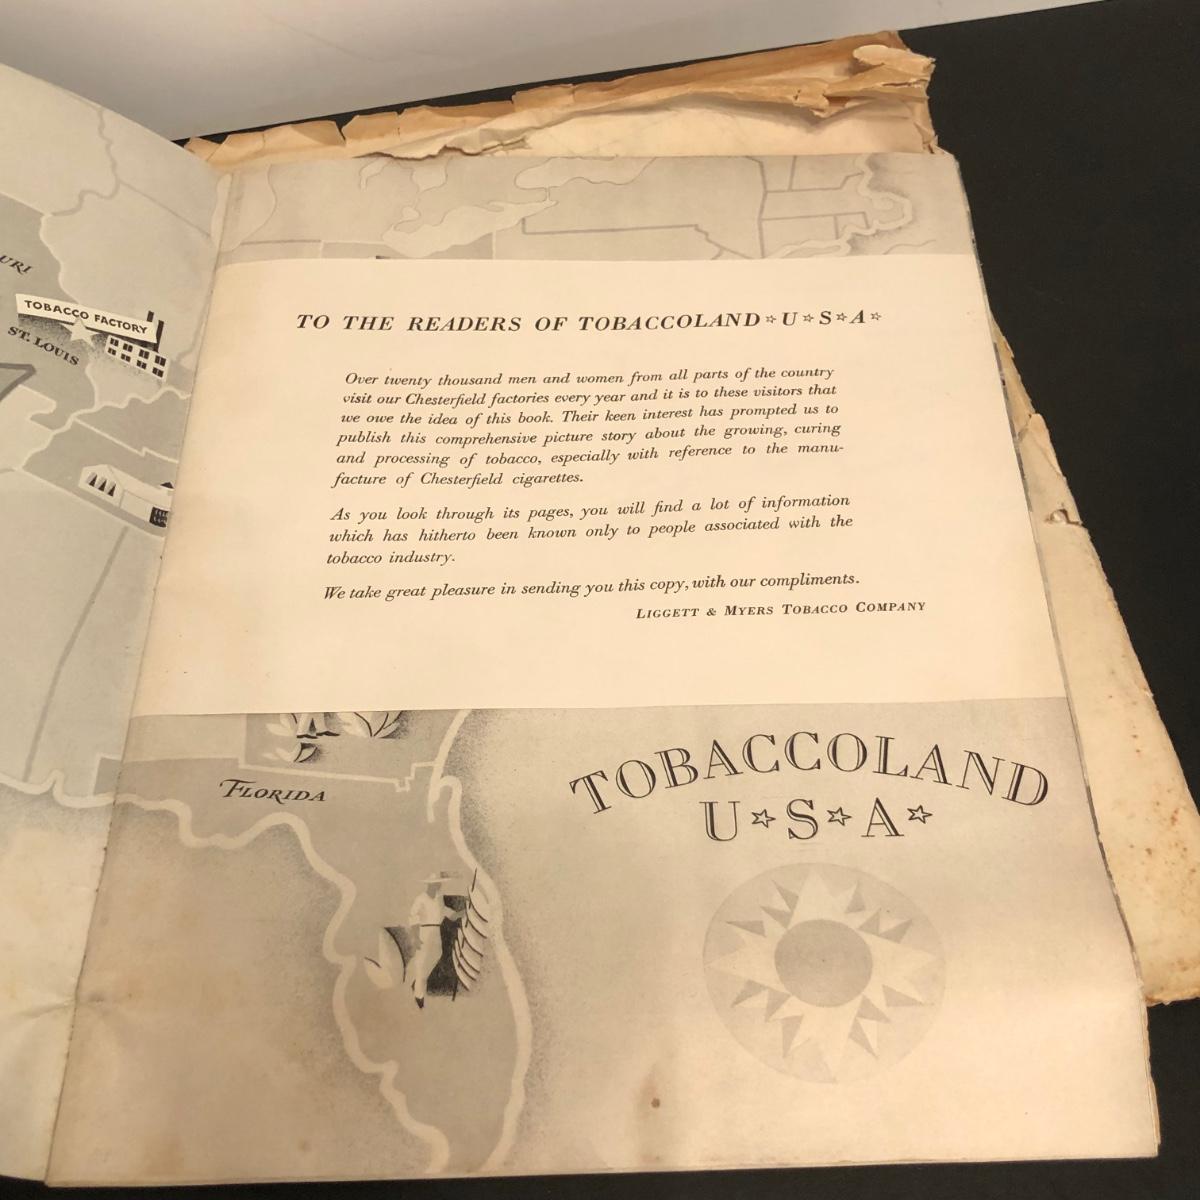 URI
TOBACCO FACTORY
ST. LOUIS
TO THE READERS OF TOBACCOLAND☆U☆S☆A☆
Over twenty thousand men and women from all parts of the country
visit our Chesterfield factories every year and it is to these visitors that
we owe the idea of this book. Their keen interest has prompted us to
publish this comprehensive picture story about the growing, curing
and processing of tobacco, especially with reference to the manu-
facture of Chesterfield cigarettes.
As you look through its pages, you will find a lot of information
which has hitherto been known only to people associated with the
tobacco industry.
We take great pleasure in sending you this copy, with our compliments.
LIGGETT & MYERS TOBACCO COMPANY
FLORIDA
TOBACCOLAND
U☆S☆A☆